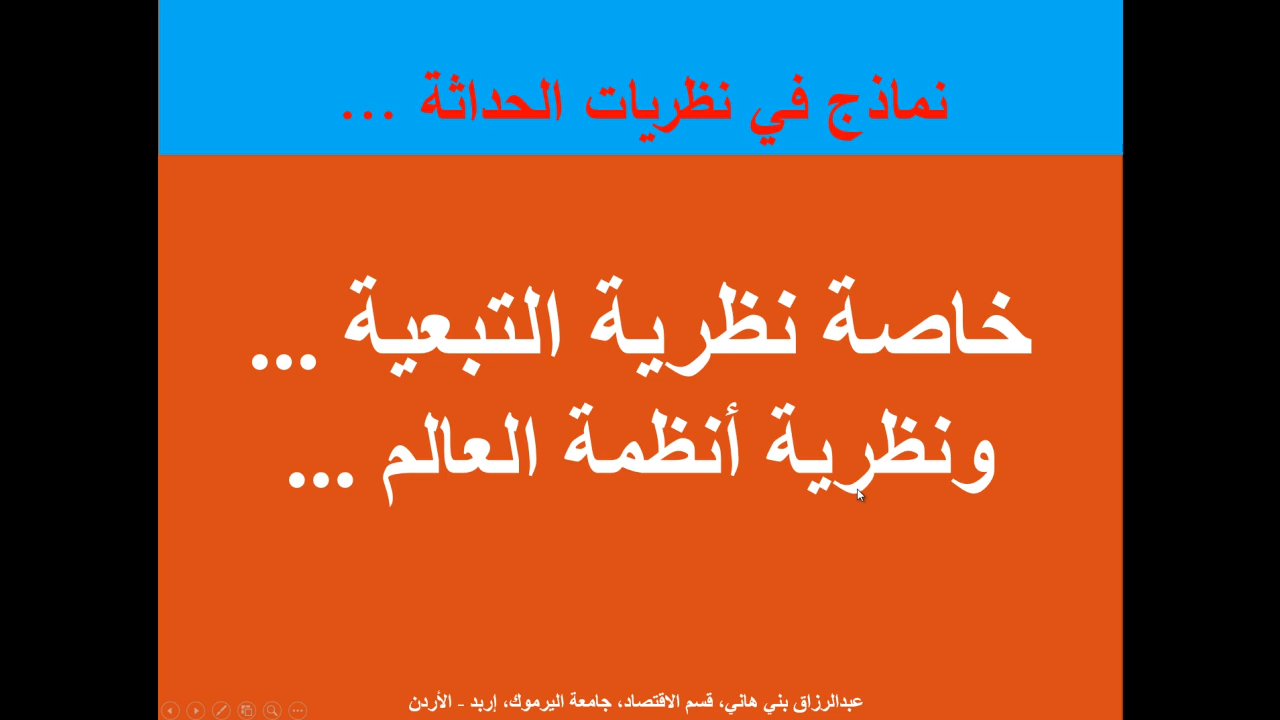 نماذج في نظريات الحداثة ...
خاصة نظرية التبعية ...
ونظرية أنظمة العالم ...
عبدالرزاق بني هاني، قسم الاقتصاد، جامعة اليرموك، إربد - الأردن